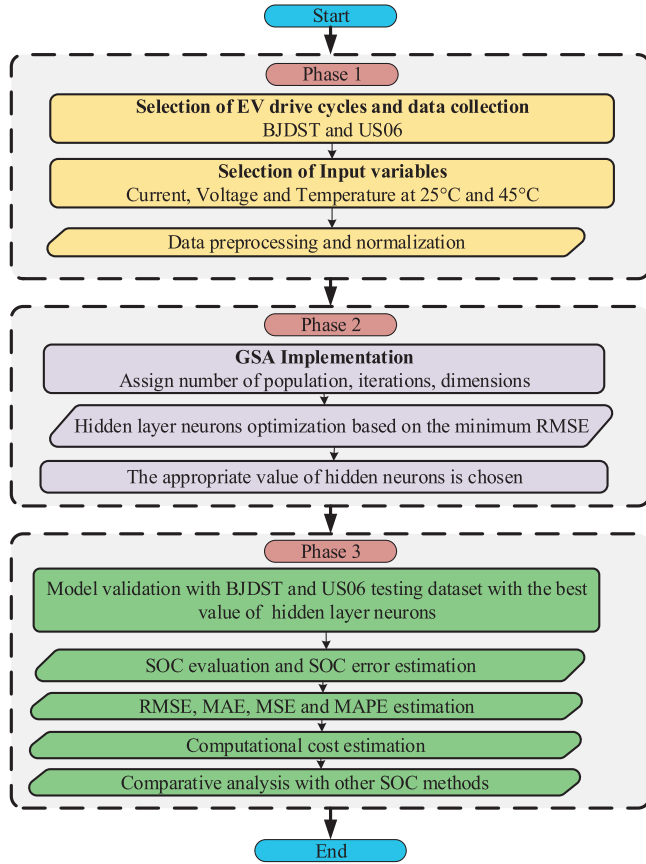 Start
Phase 1
Selection of EV drive cycles and data collection
BJDST and US06
Selection of Input variables
Current, Voltage and Temperature at 25°C and 45°C
Data preprocessing and normalization
Phase 2
GSA Implementation
Assign number of population, iterations, dimensions
Hidden layer neurons optimization based on the minimum RMSE
The appropriate value of hidden neurons is chosen
Phase 3
Model validation with BJDST and US06 testing dataset with the best
value of hidden layer neurons
SOC evaluation and SOC error estimation
RMSE, MAE, MSE and MAPE estimation
Computational cost estimation
Comparative analysis with other SOC methods
End